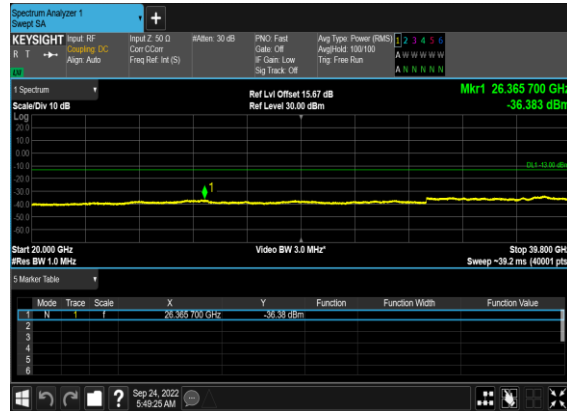 Spectrum Analyzer 1
Swept SA
+
KEYSIGHT Input: RF Input Z: 50 Ω #Atten: 30 dB PNO: Fast Avg Type: Power (RMS) 1 2 3 4 5 6
R T Coupling: DC Corr CCorr Gate: Off Avg|Hold: 100/100 A W W W W W
Align: Auto Freq Ref: Int (S) IF Gain: Low Trig: Free Run
Sig Track: Off A N N N N N
1 Spectrum Ref Lvl Offset 15.67 dB Mkr1 26.365 700 GHz
Scale/Div 10 dB Ref Level 30.00 dBm -36.383 dBm
Log
20.0
10.0
0.00
-10.0
DL1 -13.00 dBm
-20.0
1
-30.0
-40.0
-50.0
-60.0
Start 20.000 GHz Video BW 3.0 MHz* Stop 39.800 GHz
#Res BW 1.0 MHz Sweep ~39.2 ms (40001 pts)
5 Marker Table
Mode Trace Scale X Y Function Function Width Function Value
1 N 1 f 26.365 700 GHz -36.38 dBm
2
3
4
5
6
? Sep 24, 2022
5:49:25 AM